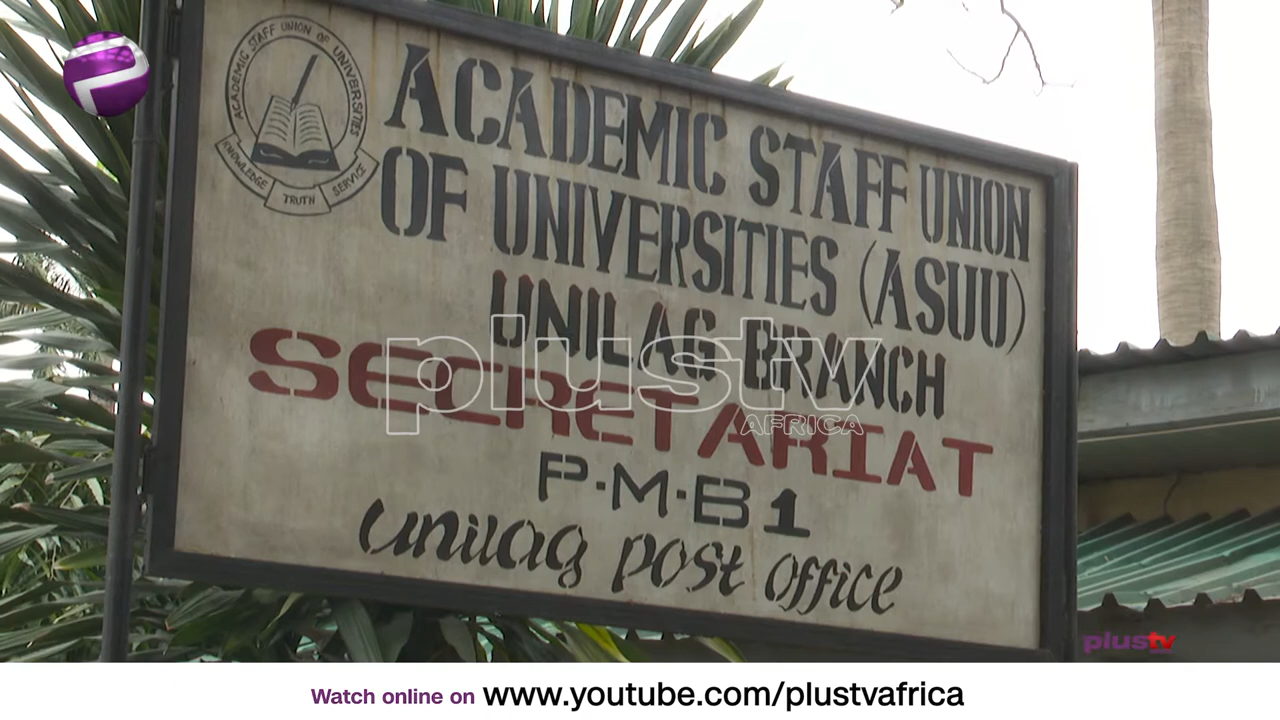 ACADEMIC STAFF UNION OF UNIVERSITIES
KNOWLEDGE TRUTH SERVICE
ACADEMIC STAFF UNION
OF UNIVERSITIES (ASUU)
UNILAG BRANCH
SECRETARIAT
P.M.B 1
unilag post office
plustv
AFRICA
plustv
Watch online on www.youtube.com/plustvafrica